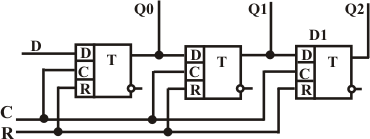 Q0 Q1 Q2
D D1
D T D T D T
C C C
R R R
C
R